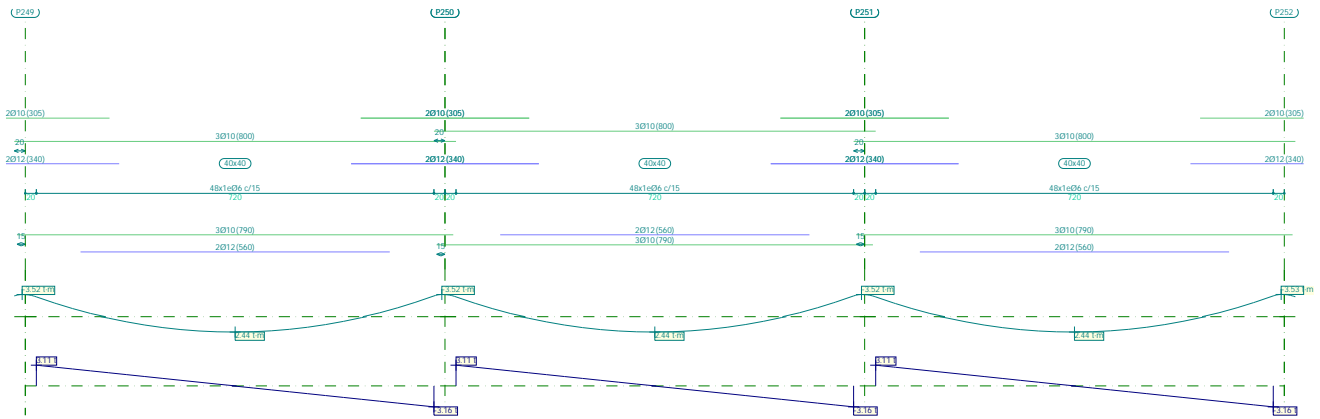 P249 P250 P251 P252
2Ø10(305) 2Ø10(305) 2Ø10(305) 2Ø10(305)
20 3Ø10(800)
20 3Ø10(800) 20 3Ø10(800)
2Ø12(340) 40x40 2Ø12(340) 40x40 2Ø12(340) 40x40 2Ø12(340)
48x1eØ6 c/15 48x1eØ6 c/15 48x1eØ6 c/15
20 720 20 20 720 20 20 720 20
15 3Ø10(790) 2Ø12(560) 15 3Ø10(790)
2Ø12(560) 15 3Ø10(790) 2Ø12(560)
-3.52 t·m -3.52 t·m -3.52 t·m -3.53 t·m
2.44 t·m 2.44 t·m 2.44 t·m
3.11 t 3.11 t 3.11 t
-3.16 t -3.16 t -3.16 t